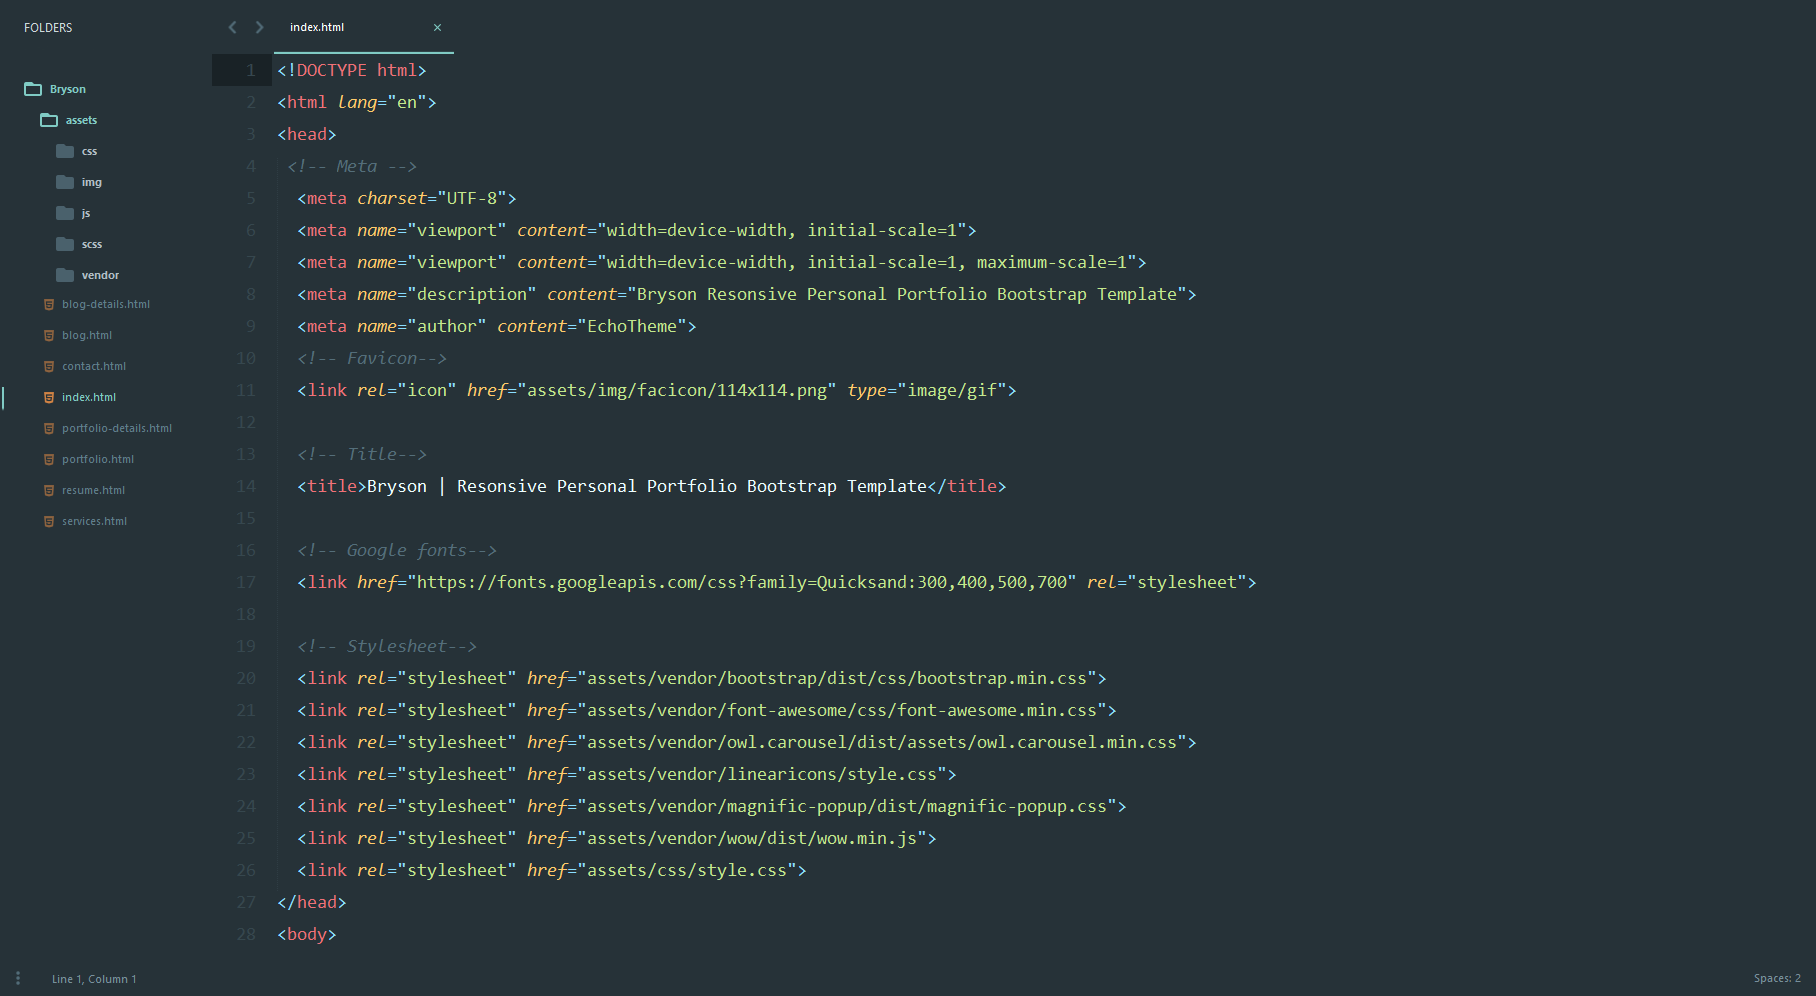 FOLDERS
Bryson
assets
css
img
js
scss
vendor
blog-details.html
blog.html
contact.html
index.html
portfolio-details.html
portfolio.html
resume.html
services.html
index.html ×
1 <!DOCTYPE html>
2 <html lang="en">
3 <head>
4 <!-- Meta -->
5 <meta charset="UTF-8">
6 <meta name="viewport" content="width=device-width, initial-scale=1">
7 <meta name="viewport" content="width=device-width, initial-scale=1, maximum-scale=1">
8 <meta name="description" content="Bryson Resonsive Personal Portfolio Bootstrap Template">
9 <meta name="author" content="EchoTheme">
10 <!-- Favicon-->
11 <link rel="icon" href="assets/img/facicon/114x114.png" type="image/gif">
12
13 <!-- Title-->
14 <title>Bryson | Resonsive Personal Portfolio Bootstrap Template</title>
15
16 <!-- Google fonts-->
17 <link href="https://fonts.googleapis.com/css?family=Quicksand:300,400,500,700" rel="stylesheet">
18
19 <!-- Stylesheet-->
20 <link rel="stylesheet" href="assets/vendor/bootstrap/dist/css/bootstrap.min.css">
21 <link rel="stylesheet" href="assets/vendor/font-awesome/css/font-awesome.min.css">
22 <link rel="stylesheet" href="assets/vendor/owl.carousel/dist/assets/owl.carousel.min.css">
23 <link rel="stylesheet" href="assets/vendor/linearicons/style.css">
24 <link rel="stylesheet" href="assets/vendor/magnific-popup/dist/magnific-popup.css">
25 <link rel="stylesheet" href="assets/vendor/wow/dist/wow.min.js">
26 <link rel="stylesheet" href="assets/css/style.css">
27 </head>
28 <body>
Line 1, Column 1
Spaces: 2